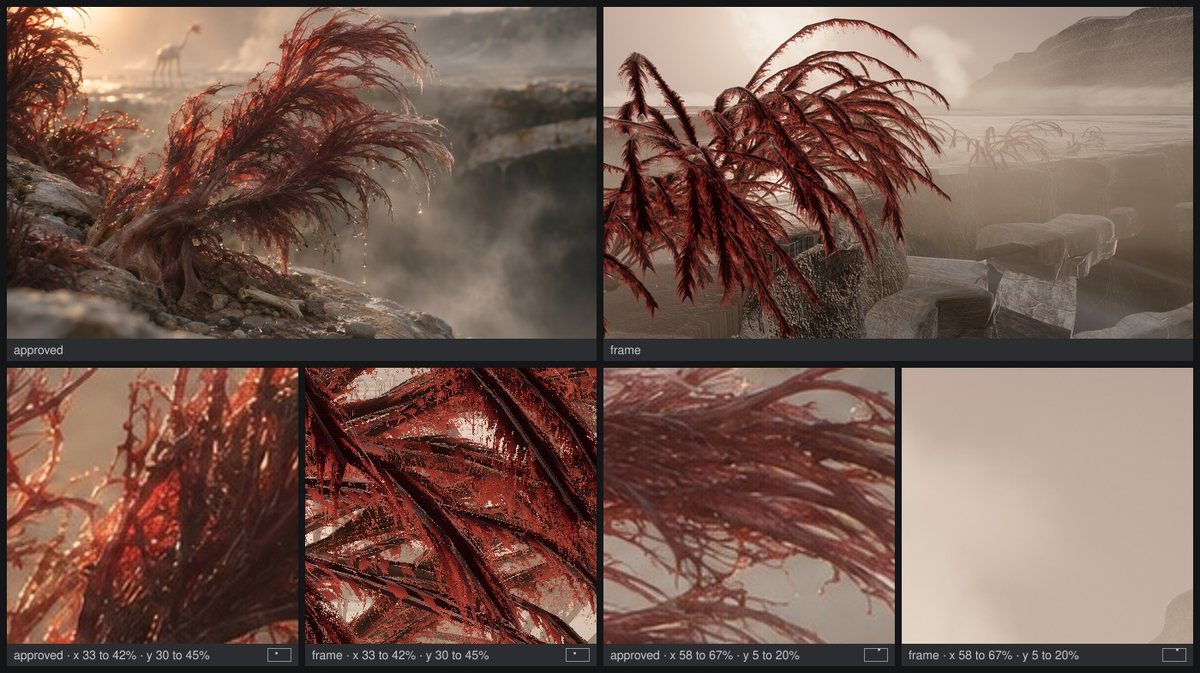 approved
frame
approved · x 33 to 42% · y 30 to 45%
frame · x 33 to 42% · y 30 to 45%
approved · x 58 to 67% · y 5 to 20%
frame · x 58 to 67% · y 5 to 20%